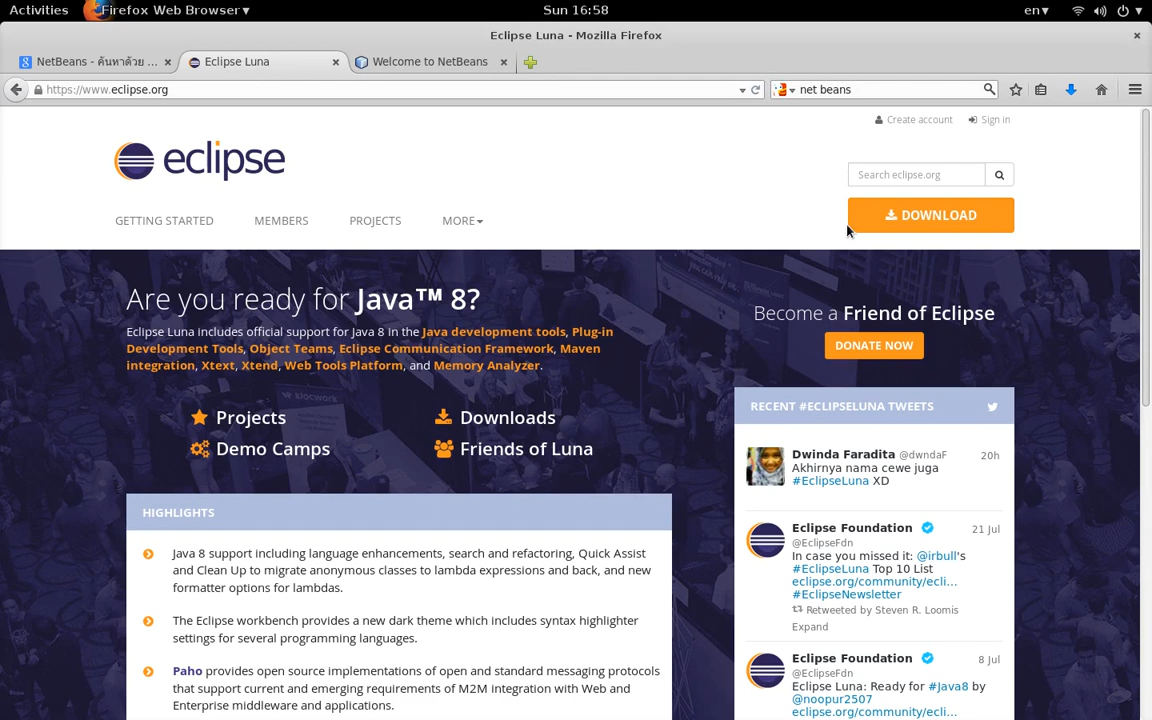 Activities Firefox Web Browser Sun 16:58 en
Eclipse Luna - Mozilla Firefox
NetBeans - ค้นหาด้วย ... Eclipse Luna Welcome to NetBeans
https://www.eclipse.org net beans
Create account Sign in
eclipse
Search eclipse.org
GETTING STARTED MEMBERS PROJECTS MORE
DOWNLOAD
Are you ready for Java™ 8?
Eclipse Luna includes official support for Java 8 in the Java development tools, Plug-in
Development Tools, Object Teams, Eclipse Communication Framework, Maven
integration, Xtext, Xtend, Web Tools Platform, and Memory Analyzer.
Projects Downloads
Demo Camps Friends of Luna
HIGHLIGHTS
Java 8 support including language enhancements, search and refactoring, Quick Assist
and Clean Up to migrate anonymous classes to lambda expressions and back, and new
formatter options for lambdas.
The Eclipse workbench provides a new dark theme which includes syntax highlighter
settings for several programming languages.
Paho provides open source implementations of open and standard messaging protocols
that support current and emerging requirements of M2M integration with Web and
Enterprise middleware and applications.
Become a Friend of Eclipse
DONATE NOW
RECENT #ECLIPSELUNA TWEETS
Dwinda Faradita @dwndaF 20h
Akhirnya nama cewe juga
#EclipseLuna XD
Eclipse Foundation 21 Jul
@EclipseFdn
In case you missed it: @irbull's
#EclipseLuna Top 10 List
eclipse.org/community/ecli...
#EclipseNewsletter
Retweeted by Steven R. Loomis
Expand
Eclipse Foundation 8 Jul
@EclipseFdn
Eclipse Luna: Ready for #Java8 by
@noopur2507
eclipse.org/community/ecli...